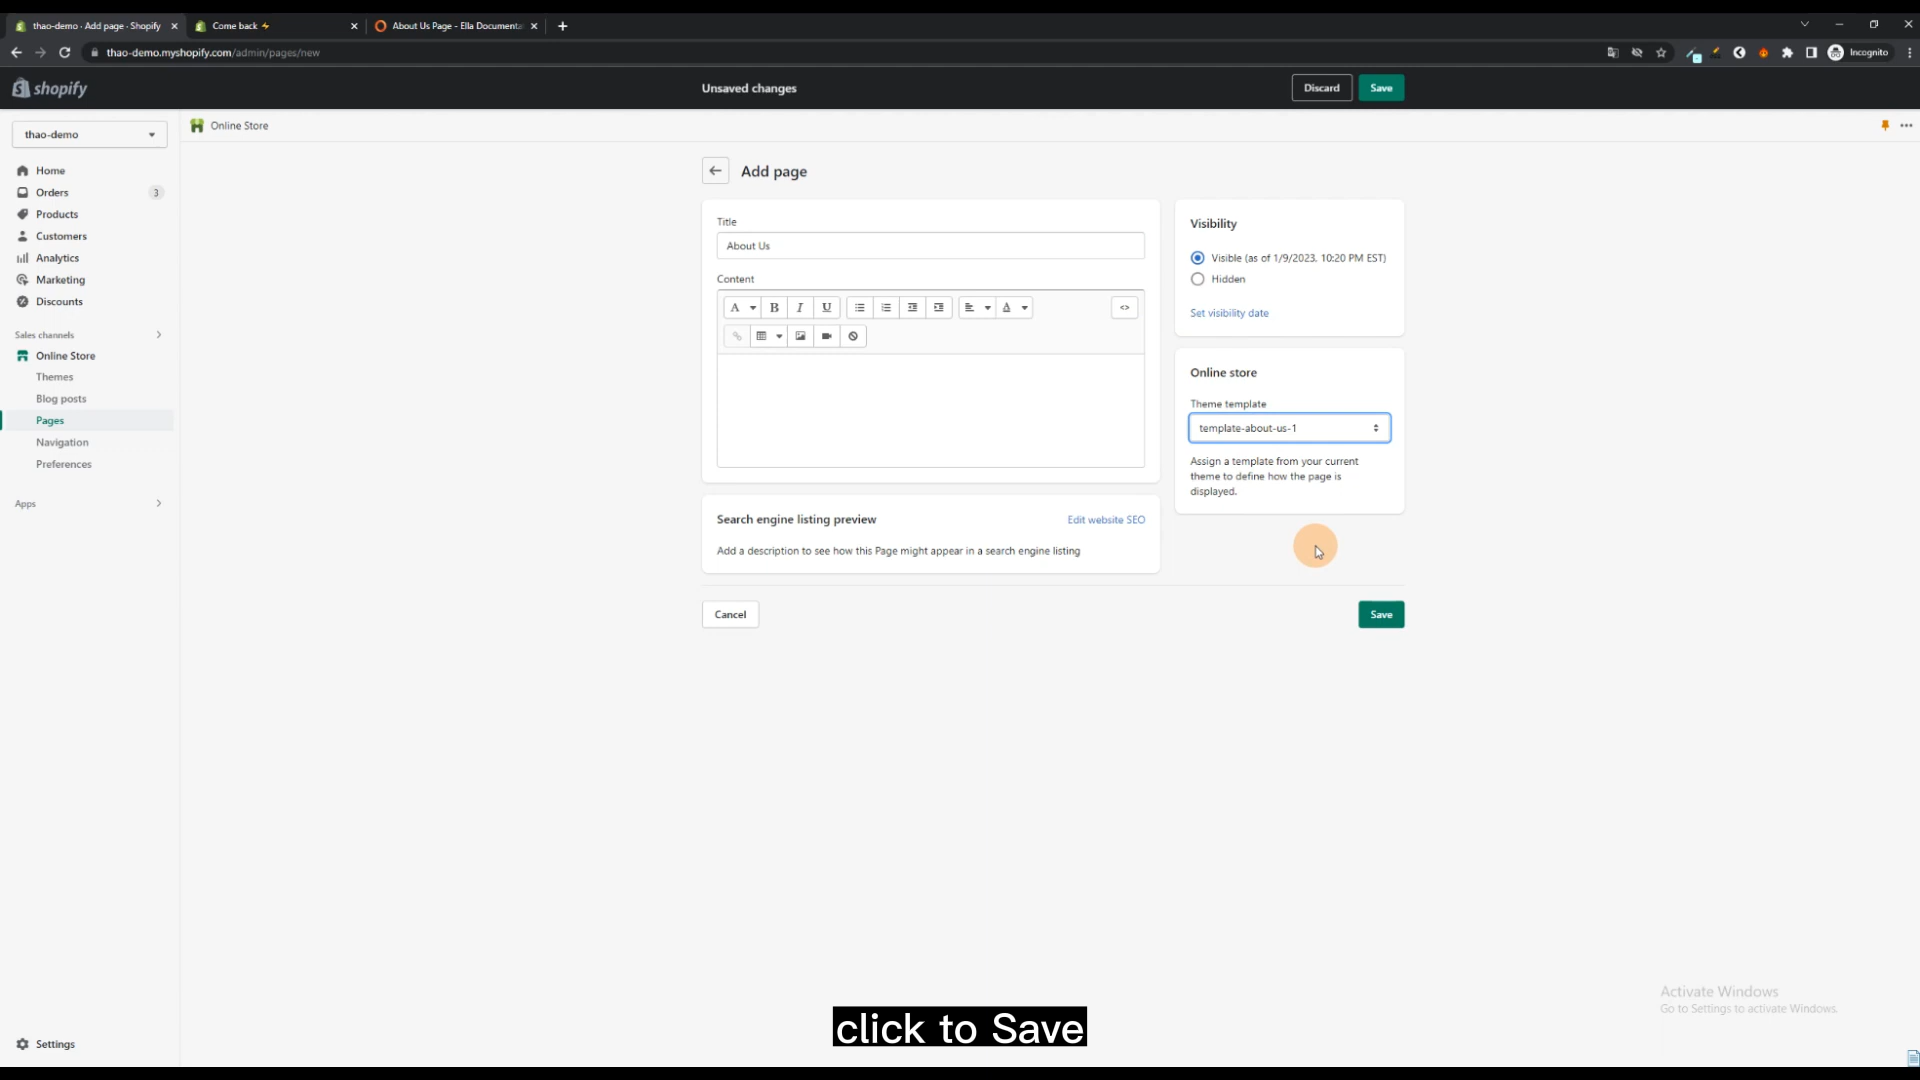 thao-demo · Add page · Shopify
Come back ⚡
About Us Page - Ella Documenta
thao-demo.myshopify.com/admin/pages/new
Incognito
shopify
Unsaved changes
Discard
Save
thao-demo
Online Store
Home
Orders
3
Products
Customers
Analytics
Marketing
Discounts
Sales channels
Online Store
Themes
Blog posts
Pages
Navigation
Preferences
Apps
Settings
Add page
Title
About Us
Content
A
B
I
U
A
<>
Search engine listing preview
Edit website SEO
Add a description to see how this Page might appear in a search engine listing
Cancel
Visibility
Visible (as of 1/9/2023, 10:20 PM EST)
Hidden
Set visibility date
Online store
Theme template
template-about-us-1
Assign a template from your current
theme to define how the page is
displayed.
Save
Activate Windows
Go to Settings to activate Windows.
click to Save